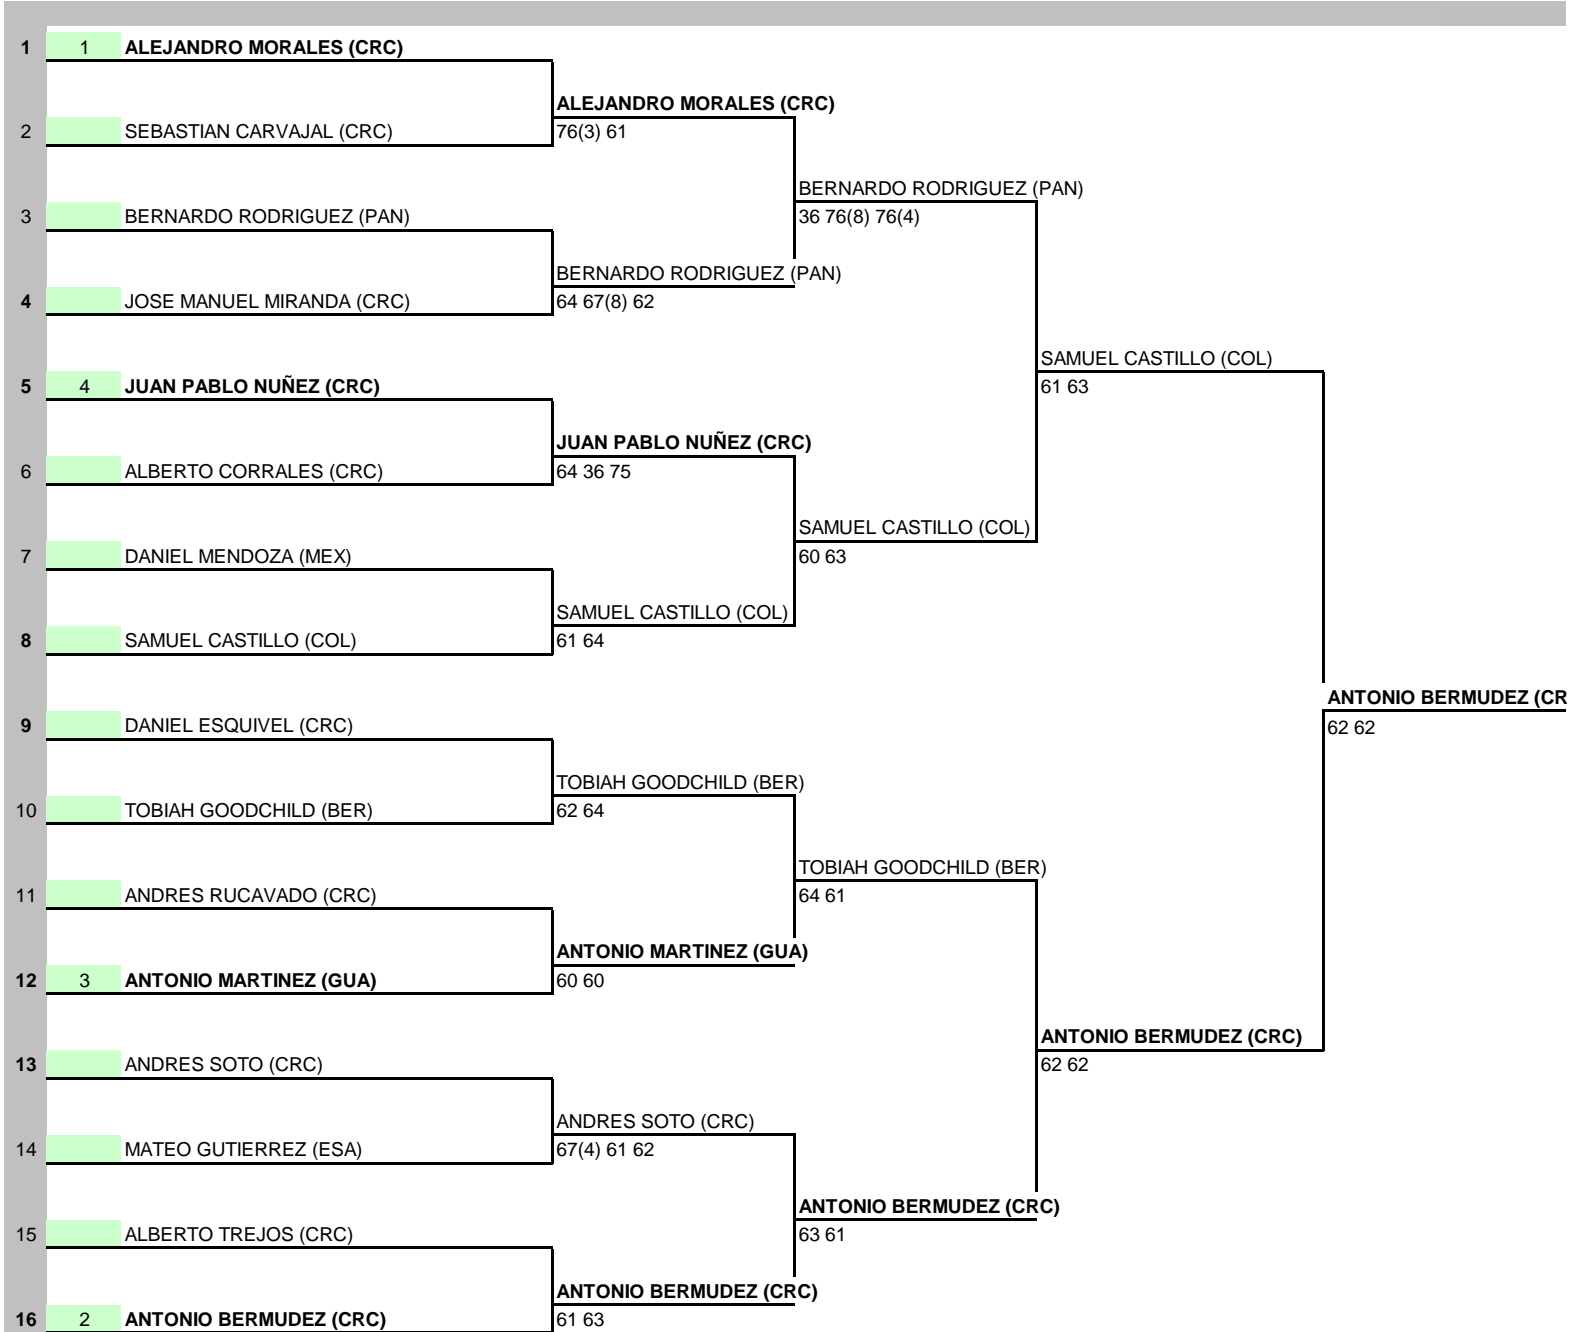 1 1 ALEJANDRO MORALES (CRC)
ALEJANDRO MORALES (CRC)
2 SEBASTIAN CARVAJAL (CRC) 76(3) 61
BERNARDO RODRIGUEZ (PAN)
3 BERNARDO RODRIGUEZ (PAN) 36 76(8) 76(4)
BERNARDO RODRIGUEZ (PAN)
4 JOSE MANUEL MIRANDA (CRC) 64 67(8) 62
SAMUEL CASTILLO (COL)
5 4 JUAN PABLO NUÑEZ (CRC) 61 63
JUAN PABLO NUÑEZ (CRC)
6 ALBERTO CORRALES (CRC) 64 36 75
SAMUEL CASTILLO (COL)
7 DANIEL MENDOZA (MEX) 60 63
SAMUEL CASTILLO (COL)
8 SAMUEL CASTILLO (COL) 61 64
ANTONIO BERMUDEZ (CR
9 DANIEL ESQUIVEL (CRC) 62 62
TOBIAH GOODCHILD (BER)
10 TOBIAH GOODCHILD (BER) 62 64
TOBIAH GOODCHILD (BER)
11 ANDRES RUCAVADO (CRC) 64 61
ANTONIO MARTINEZ (GUA)
12 3 ANTONIO MARTINEZ (GUA) 60 60
ANTONIO BERMUDEZ (CRC)
13 ANDRES SOTO (CRC) 62 62
ANDRES SOTO (CRC)
14 MATEO GUTIERREZ (ESA) 67(4) 61 62
ANTONIO BERMUDEZ (CRC)
15 ALBERTO TREJOS (CRC) 63 61
ANTONIO BERMUDEZ (CRC)
16 2 ANTONIO BERMUDEZ (CRC) 61 63